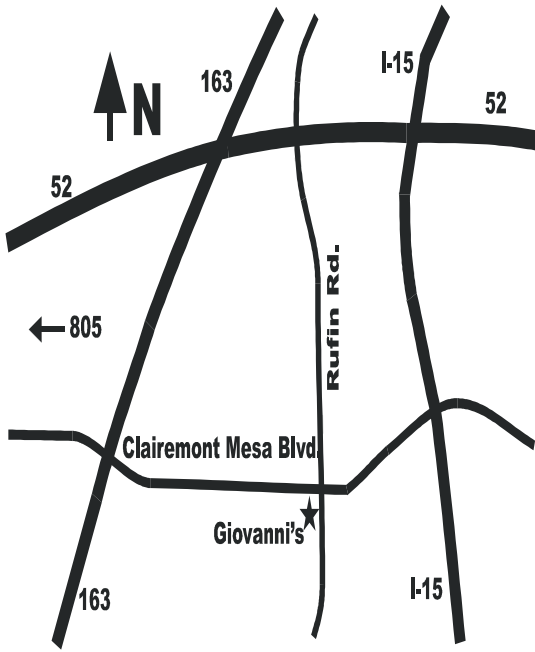 163
I-15
52
N
52
Rufin Rd.
805
Clairemont Mesa Blvd.
Giovanni's
163
I-15